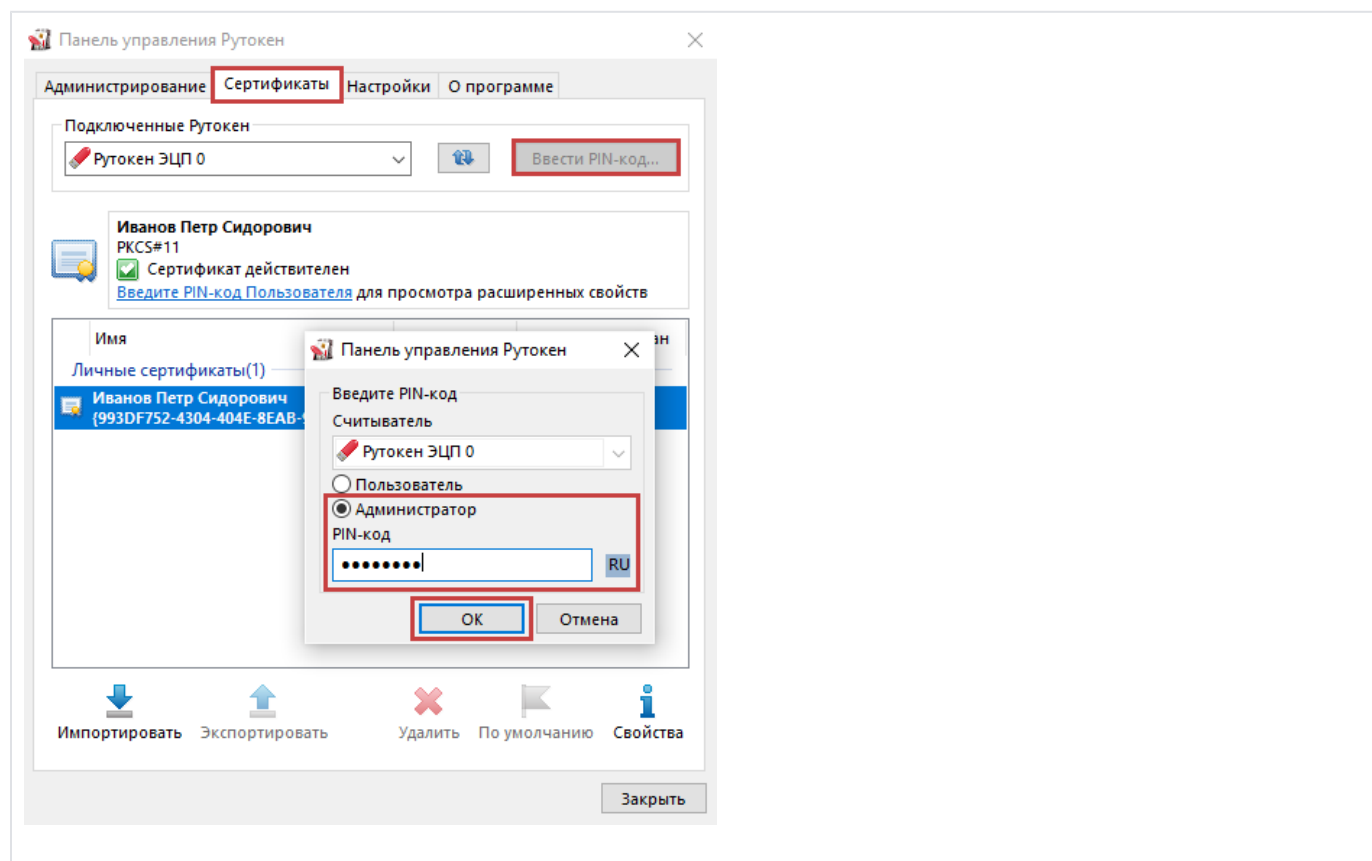 Панель управления Рутокен
Администрирование Сертификаты Настройки О программе
Подключенные Рутокен
Рутокен ЭЦП 0 Ввести PIN-код...
Иванов Петр Сидорович
PKCS#11
Сертификат действителен
Введите PIN-код Пользователя для просмотра расширенных свойств
Имя
Личные сертификаты(1)
Иванов Петр Сидорович
{993DF752-4304-404E-8EAB-
Панель управления Рутокен
Введите PIN-код
Считыватель
Рутокен ЭЦП 0
Пользователь
Администратор
PIN-код
••••••••
RU
ОК Отмена
Импортировать Экспортировать Удалить По умолчанию Свойства
Закрыть